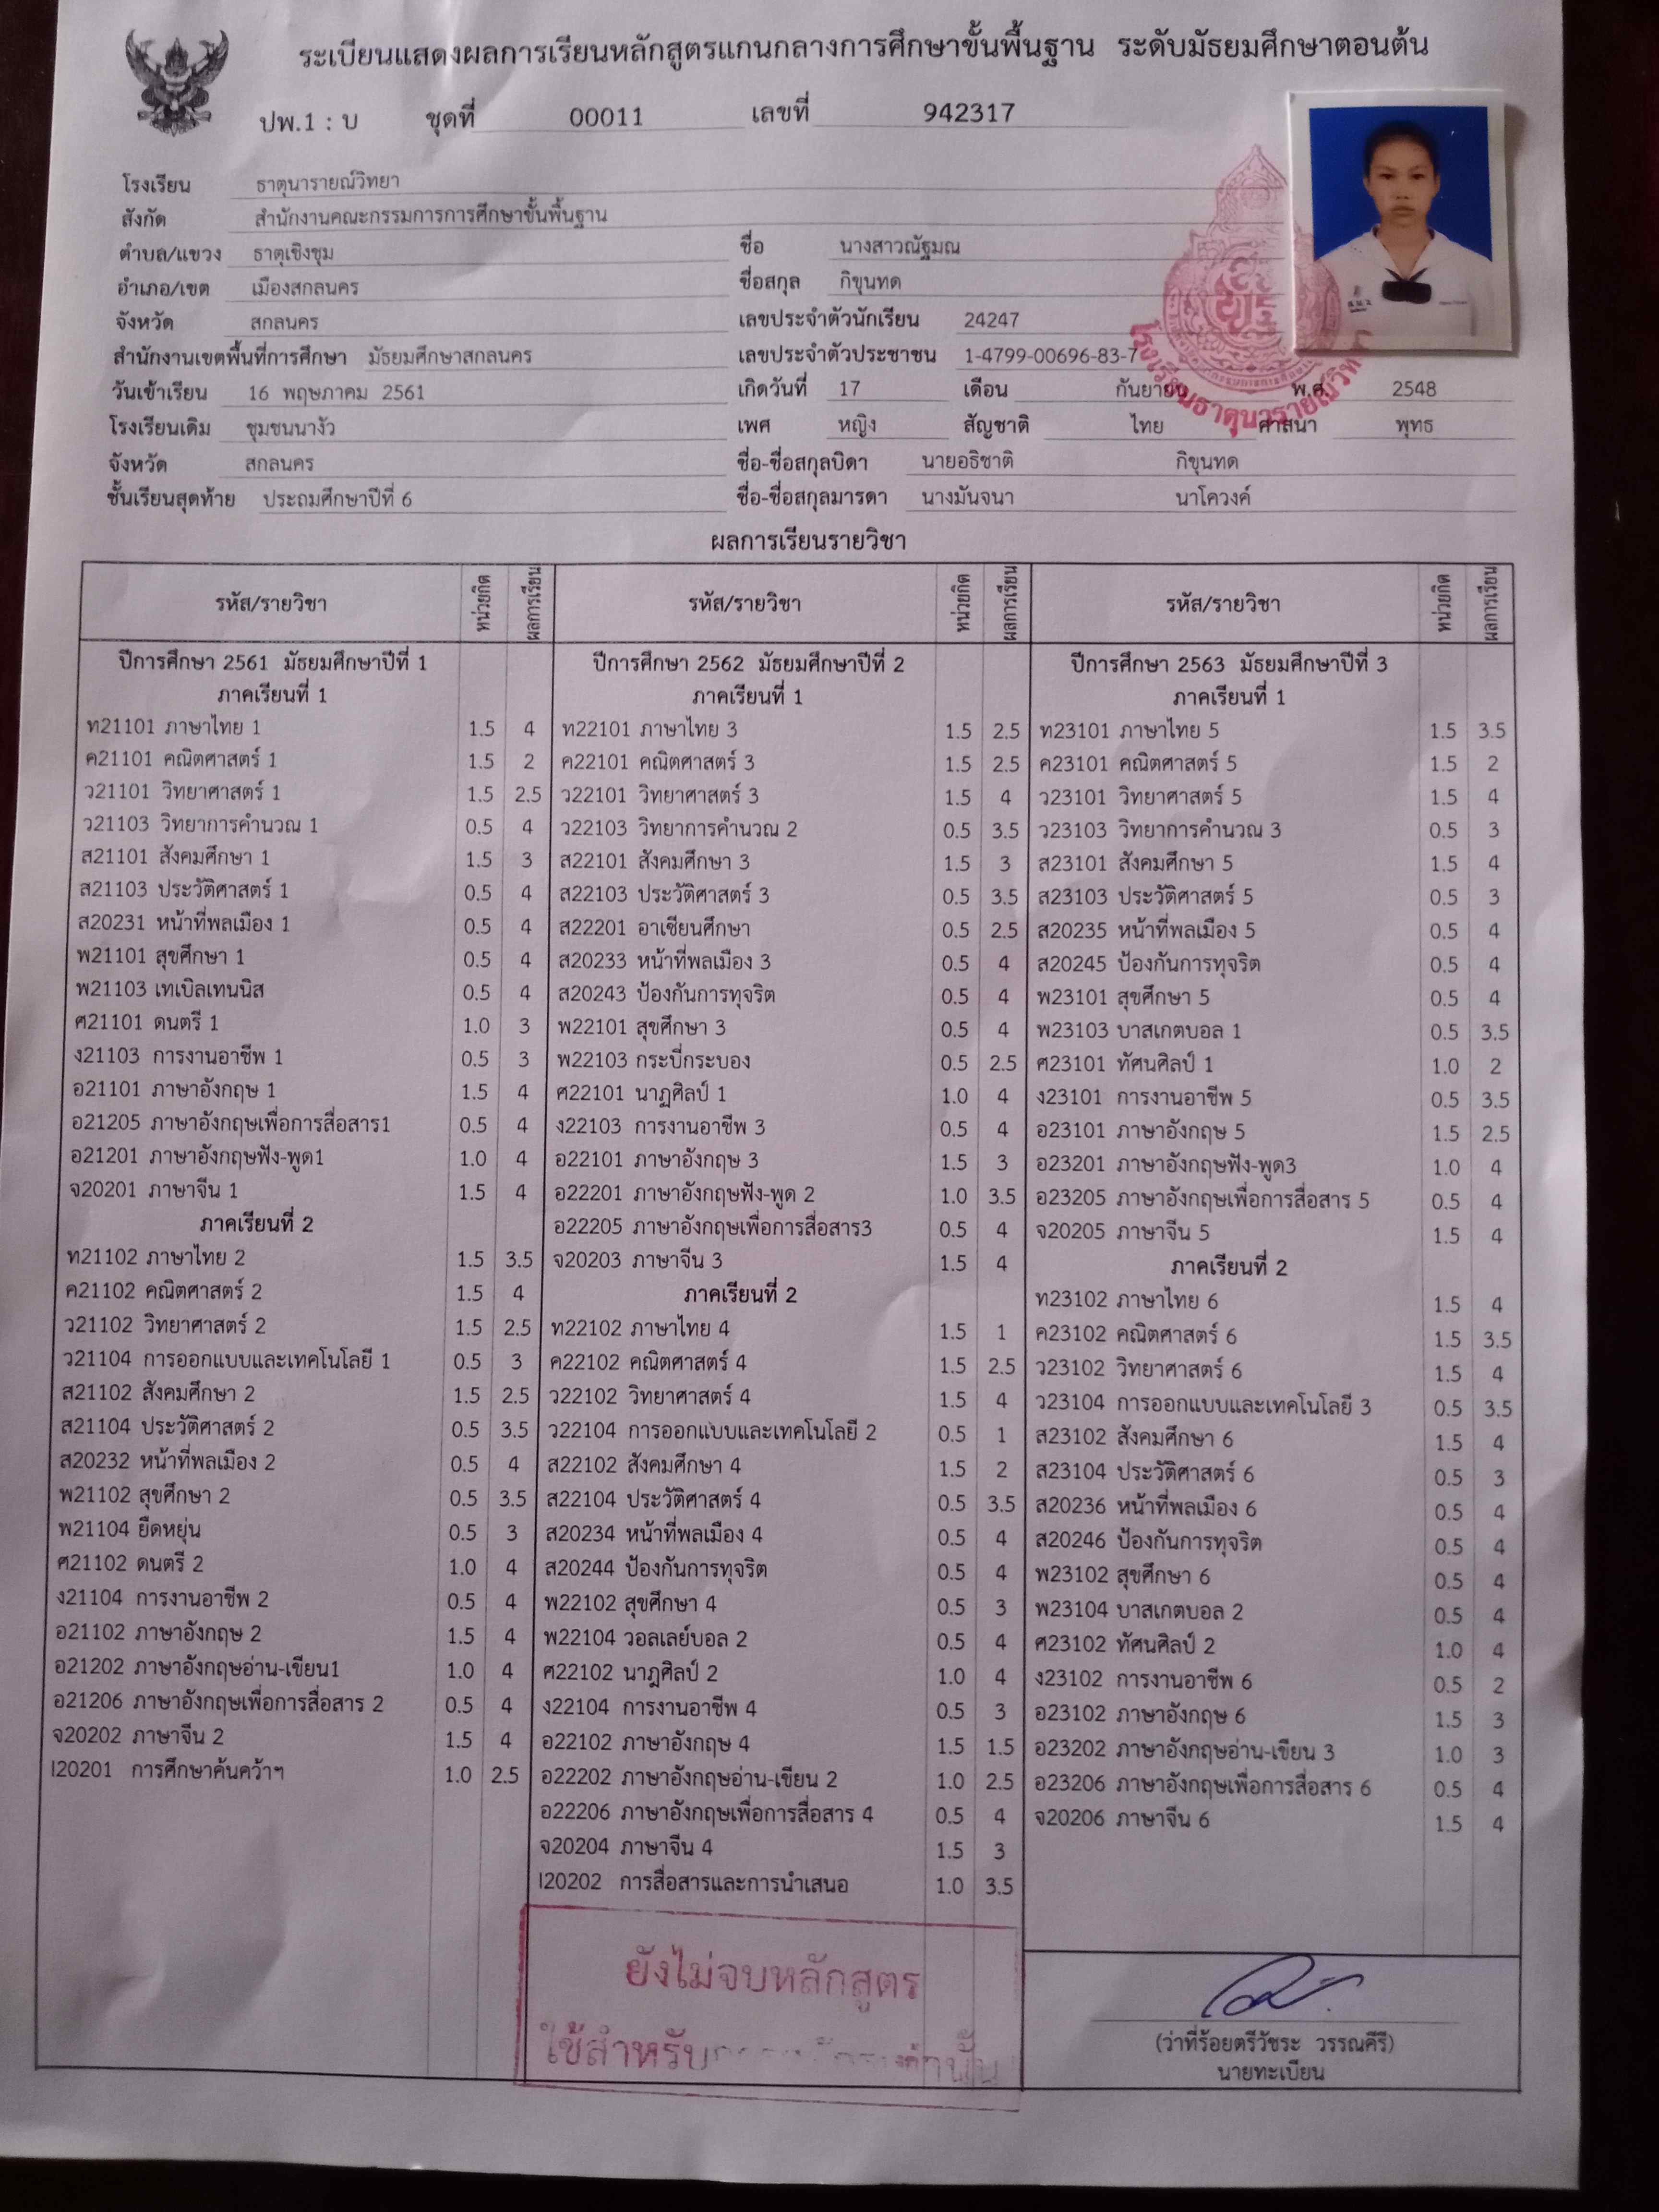 ระเบียนแสดงผลการเรียนหลักสูตรแกนกลางการศึกษาขั้นพื้นฐาน ระดับมัธยมศึกษาตอนต้น
ปพ.1 : บ ชุดที่ 00011 เลขที่ 942317
โรงเรียน ธาตุนารายณ์วิทยา
สังกัด สำนักงานคณะกรรมการการศึกษาขั้นพื้นฐาน
ตำบล/แขวง ธาตุเชิงชุม
อำเภอ/เขต เมืองสกลนคร
จังหวัด สกลนคร
สำนักงานเขตพื้นที่การศึกษา มัธยมศึกษาสกลนคร
วันเข้าเรียน 16 พฤษภาคม 2561
โรงเรียนเดิม ชุมชนนางัว
จังหวัด สกลนคร
ชั้นเรียนสุดท้าย ประถมศึกษาปีที่ 6
ชื่อ นางสาวณัฐมณ
ชื่อสกุล กิขุนทด
เลขประจำตัวนักเรียน 24247
เลขประจำตัวประชาชน 1-4799-00696-83-7
เกิดวันที่ 17 เดือน กันยายน พ.ศ. 2548
เพศ หญิง สัญชาติ ไทย ศาสนา พุทธ
ชื่อ-ชื่อสกุลบิดา นายอธิชาติ กิขุนทด
ชื่อ-ชื่อสกุลมารดา นางมันจนา นาโควงค์
โรงเรียนธาตุนารายณ์วิท
ผลการเรียนรายวิชา
รหัส/รายวิชา หน่วยกิต ผลการเรียน
ปีการศึกษา 2561 มัธยมศึกษาปีที่ 1
ภาคเรียนที่ 1
ท21101 ภาษาไทย 1 1.5 4
ค21101 คณิตศาสตร์ 1 1.5 2
ว21101 วิทยาศาสตร์ 1 1.5 2.5
ว21103 วิทยาการคำนวณ 1 0.5 4
ส21101 สังคมศึกษา 1 1.5 3
ส21103 ประวัติศาสตร์ 1 0.5 4
ส20231 หน้าที่พลเมือง 1 0.5 4
พ21101 สุขศึกษา 1 0.5 4
พ21103 เทเบิลเทนนิส 0.5 4
ศ21101 ดนตรี 1 1.0 3
ง21103 การงานอาชีพ 1 0.5 3
อ21101 ภาษาอังกฤษ 1 1.5 4
อ21205 ภาษาอังกฤษเพื่อการสื่อสาร1 0.5 4
อ21201 ภาษาอังกฤษฟัง-พูด1 1.0 4
จ20201 ภาษาจีน 1 1.5 4
ภาคเรียนที่ 2
ท21102 ภาษาไทย 2 1.5 3.5
ค21102 คณิตศาสตร์ 2 1.5 4
ว21102 วิทยาศาสตร์ 2 1.5 2.5
ว21104 การออกแบบและเทคโนโลยี 1 0.5 3
ส21102 สังคมศึกษา 2 1.5 2.5
ส21104 ประวัติศาสตร์ 2 0.5 3.5
ส20232 หน้าที่พลเมือง 2 0.5 4
พ21102 สุขศึกษา 2 0.5 3.5
พ21104 ยืดหยุ่น 0.5 3
ศ21102 ดนตรี 2 1.0 4
ง21104 การงานอาชีพ 2 0.5 4
อ21102 ภาษาอังกฤษ 2 1.5 4
อ21202 ภาษาอังกฤษอ่าน-เขียน1 1.0 4
อ21206 ภาษาอังกฤษเพื่อการสื่อสาร 2 0.5 4
จ20202 ภาษาจีน 2 1.5 4
I20201 การศึกษาค้นคว้าฯ 1.0 2.5
รหัส/รายวิชา หน่วยกิต ผลการเรียน
ปีการศึกษา 2562 มัธยมศึกษาปีที่ 2
ภาคเรียนที่ 1
ท22101 ภาษาไทย 3 1.5 2.5
ค22101 คณิตศาสตร์ 3 1.5 2.5
ว22101 วิทยาศาสตร์ 3 1.5 4
ว22103 วิทยาการคำนวณ 2 0.5 3.5
ส22101 สังคมศึกษา 3 1.5 3
ส22103 ประวัติศาสตร์ 3 0.5 3.5
ส22201 อาเซียนศึกษา 0.5 2.5
ส20233 หน้าที่พลเมือง 3 0.5 4
ส20243 ป้องกันการทุจริต 0.5 4
พ22101 สุขศึกษา 3 0.5 4
พ22103 กระบี่กระบอง 0.5 2.5
ศ22101 นาฏศิลป์ 1 1.0 4
ง22103 การงานอาชีพ 3 0.5 4
อ22101 ภาษาอังกฤษ 3 1.5 3
อ22201 ภาษาอังกฤษฟัง-พูด 2 1.0 3.5
อ22205 ภาษาอังกฤษเพื่อการสื่อสาร3 0.5 4
จ20203 ภาษาจีน 3 1.5 4
ภาคเรียนที่ 2
ท22102 ภาษาไทย 4 1.5 1
ค22102 คณิตศาสตร์ 4 1.5 2.5
ว22102 วิทยาศาสตร์ 4 1.5 4
ว22104 การออกแบบและเทคโนโลยี 2 0.5 1
ส22102 สังคมศึกษา 4 1.5 2
ส22104 ประวัติศาสตร์ 4 0.5 3.5
ส20234 หน้าที่พลเมือง 4 0.5 4
ส20244 ป้องกันการทุจริต 0.5 4
พ22102 สุขศึกษา 4 0.5 3
พ22104 วอลเลย์บอล 2 0.5 4
ศ22102 นาฎศิลป์ 2 1.0 4
ง22104 การงานอาชีพ 4 0.5 3
อ22102 ภาษาอังกฤษ 4 1.5 1.5
อ22202 ภาษาอังกฤษอ่าน-เขียน 2 1.0 2.5
อ22206 ภาษาอังกฤษเพื่อการสื่อสาร 4 0.5 4
จ20204 ภาษาจีน 4 1.5 3
I20202 การสื่อสารและการนำเสนอ 1.0 3.5
ยังไม่จบหลักสูตร
ใช้สำหรับ เท่านั้น
รหัส/รายวิชา หน่วยกิต ผลการเรียน
ปีการศึกษา 2563 มัธยมศึกษาปีที่ 3
ภาคเรียนที่ 1
ท23101 ภาษาไทย 5 1.5 3.5
ค23101 คณิตศาสตร์ 5 1.5 2
ว23101 วิทยาศาสตร์ 5 1.5 4
ว23103 วิทยาการคำนวณ 3 0.5 3
ส23101 สังคมศึกษา 5 1.5 4
ส23103 ประวัติศาสตร์ 5 0.5 3
ส20235 หน้าที่พลเมือง 5 0.5 4
ส20245 ป้องกันการทุจริต 0.5 4
พ23101 สุขศึกษา 5 0.5 4
พ23103 บาสเกตบอล 1 0.5 3.5
ศ23101 ทัศนศิลป์ 1 1.0 2
ง23101 การงานอาชีพ 5 0.5 3.5
อ23101 ภาษาอังกฤษ 5 1.5 2.5
อ23201 ภาษาอังกฤษฟัง-พูด3 1.0 4
อ23205 ภาษาอังกฤษเพื่อการสื่อสาร 5 0.5 4
จ20205 ภาษาจีน 5 1.5 4
ภาคเรียนที่ 2
ท23102 ภาษาไทย 6 1.5 4
ค23102 คณิตศาสตร์ 6 1.5 3.5
ว23102 วิทยาศาสตร์ 6 1.5 4
ว23104 การออกแบบและเทคโนโลยี 3 0.5 3.5
ส23102 สังคมศึกษา 6 1.5 4
ส23104 ประวัติศาสตร์ 6 0.5 3
ส20236 หน้าที่พลเมือง 6 0.5 4
ส20246 ป้องกันการทุจริต 0.5 4
พ23102 สุขศึกษา 6 0.5 4
พ23104 บาสเกตบอล 2 0.5 4
ศ23102 ทัศนศิลป์ 2 1.0 4
ง23102 การงานอาชีพ 6 0.5 2
อ23102 ภาษาอังกฤษ 6 1.5 3
อ23202 ภาษาอังกฤษอ่าน-เขียน 3 1.0 3
อ23206 ภาษาอังกฤษเพื่อการสื่อสาร 6 0.5 4
จ20206 ภาษาจีน 6 1.5 4
(ว่าที่ร้อยตรีวัชระ วรรณคีรี)
นายทะเบียน